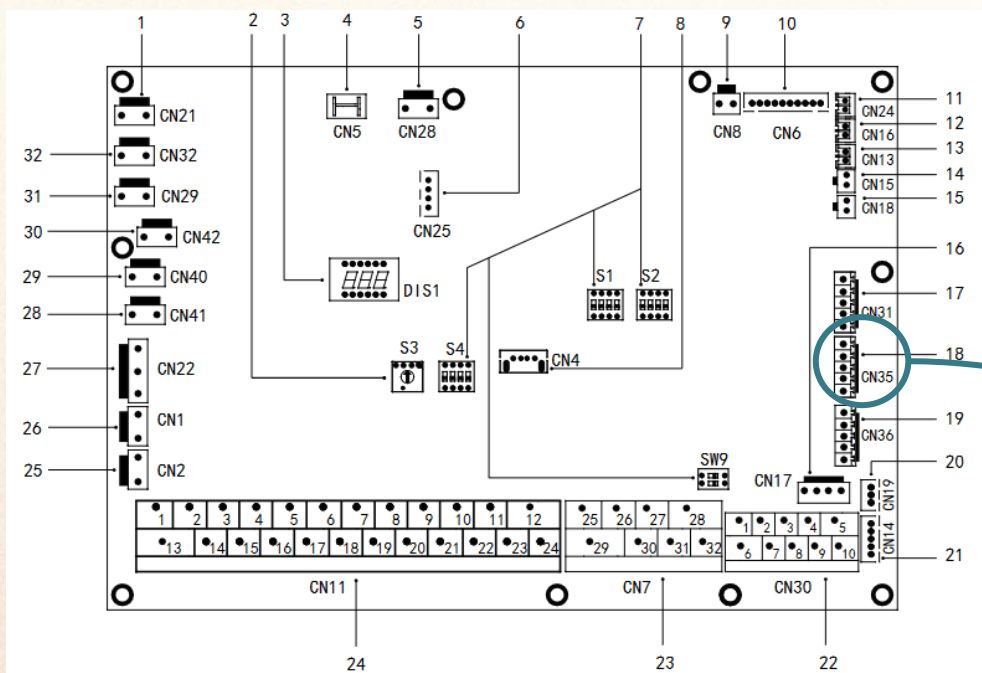 1 2 3 4 5 6 7 8 9 10
CN21 CN5 CN28 CN8 CN6 CN24 11
CN16 12
32 CN32 CN13 13
31 CN29 CN15 14
CN25 CN18 15
30 CN42
16
29 CN40 DIS1 S1 S2
CN31 17
28 CN41
S3 S4 CN4 18
27 CN22 CN35
26 CN1 CN36 19
25 CN2 SW9 CN17 CN19 20
1 2 3 4 5 6 7 8 9 10 11 12 25 26 27 28 1 2 3 4 5
13 14 15 16 17 18 19 20 21 22 23 24 29 30 31 32 6 7 8 9 10 CN14
21
CN11 CN7 CN30
24 23 22